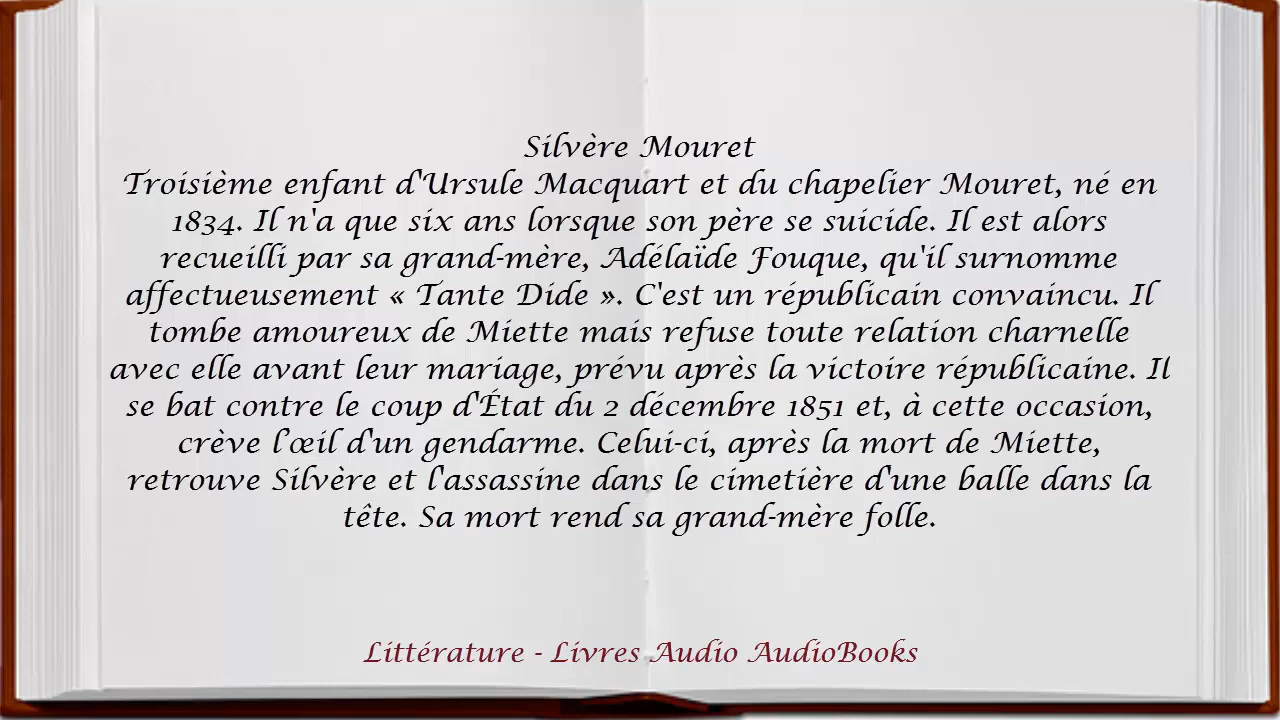 Silvère Mouret
Troisième enfant d'Ursule Macquart et du chapelier Mouret, né en
1834. Il n'a que six ans lorsque son père se suicide. Il est alors
recueilli par sa grand-mère, Adélaïde Fouque, qu'il surnomme
affectueusement « Tante Dide ». C'est un républicain convaincu. Il
tombe amoureux de Miette mais refuse toute relation charnelle
avec elle avant leur mariage, prévu après la victoire républicaine. Il
se bat contre le coup d'État du 2 décembre 1851 et, à cette occasion,
crève l'œil d'un gendarme. Celui-ci, après la mort de Miette,
retrouve Silvère et l'assassine dans le cimetière d'une balle dans la
tête. Sa mort rend sa grand-mère folle.
Littérature - Livres Audio AudioBooks